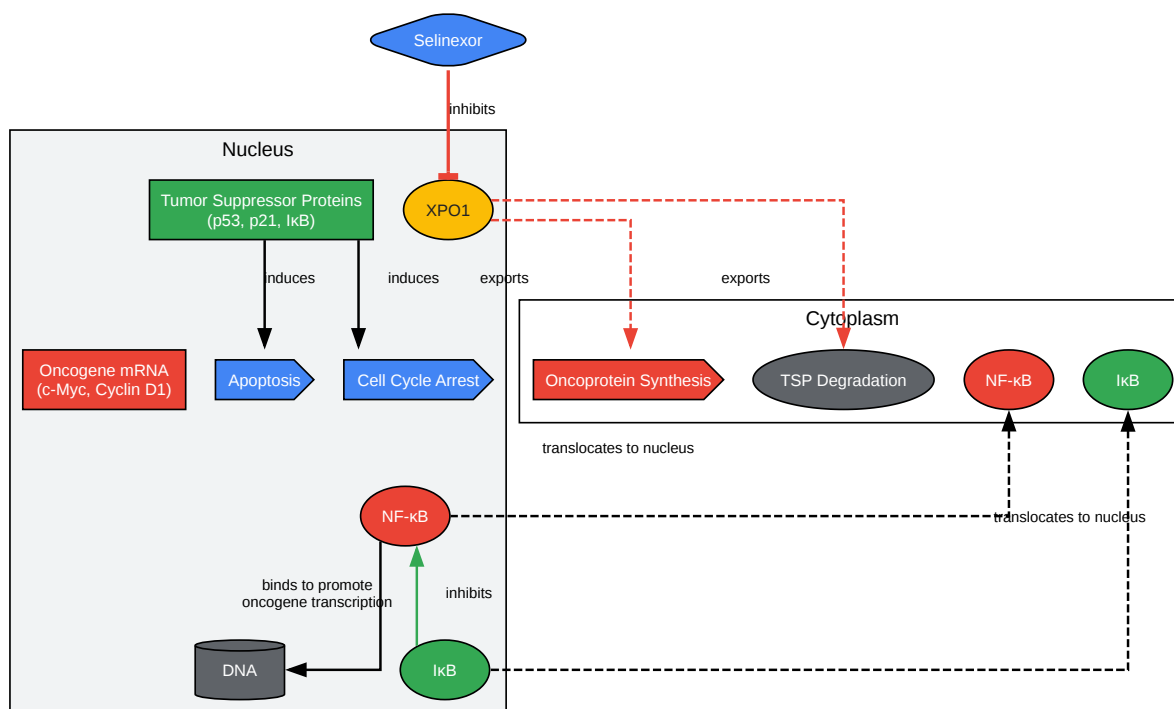 Selinexor
inhibits
Nucleus
Tumor Suppressor Proteins
(p53, p21, IκB)
XPO1
induces
induces
exports
exports
Cytoplasm
Oncogene mRNA
(c-Myc, Cyclin D1)
Apoptosis
Cell Cycle Arrest
Oncoprotein Synthesis
TSP Degradation
NF-κB
IκB
translocates to nucleus
NF-κB
translocates to nucleus
binds to promote
oncogene transcription
inhibits
DNA
IκB